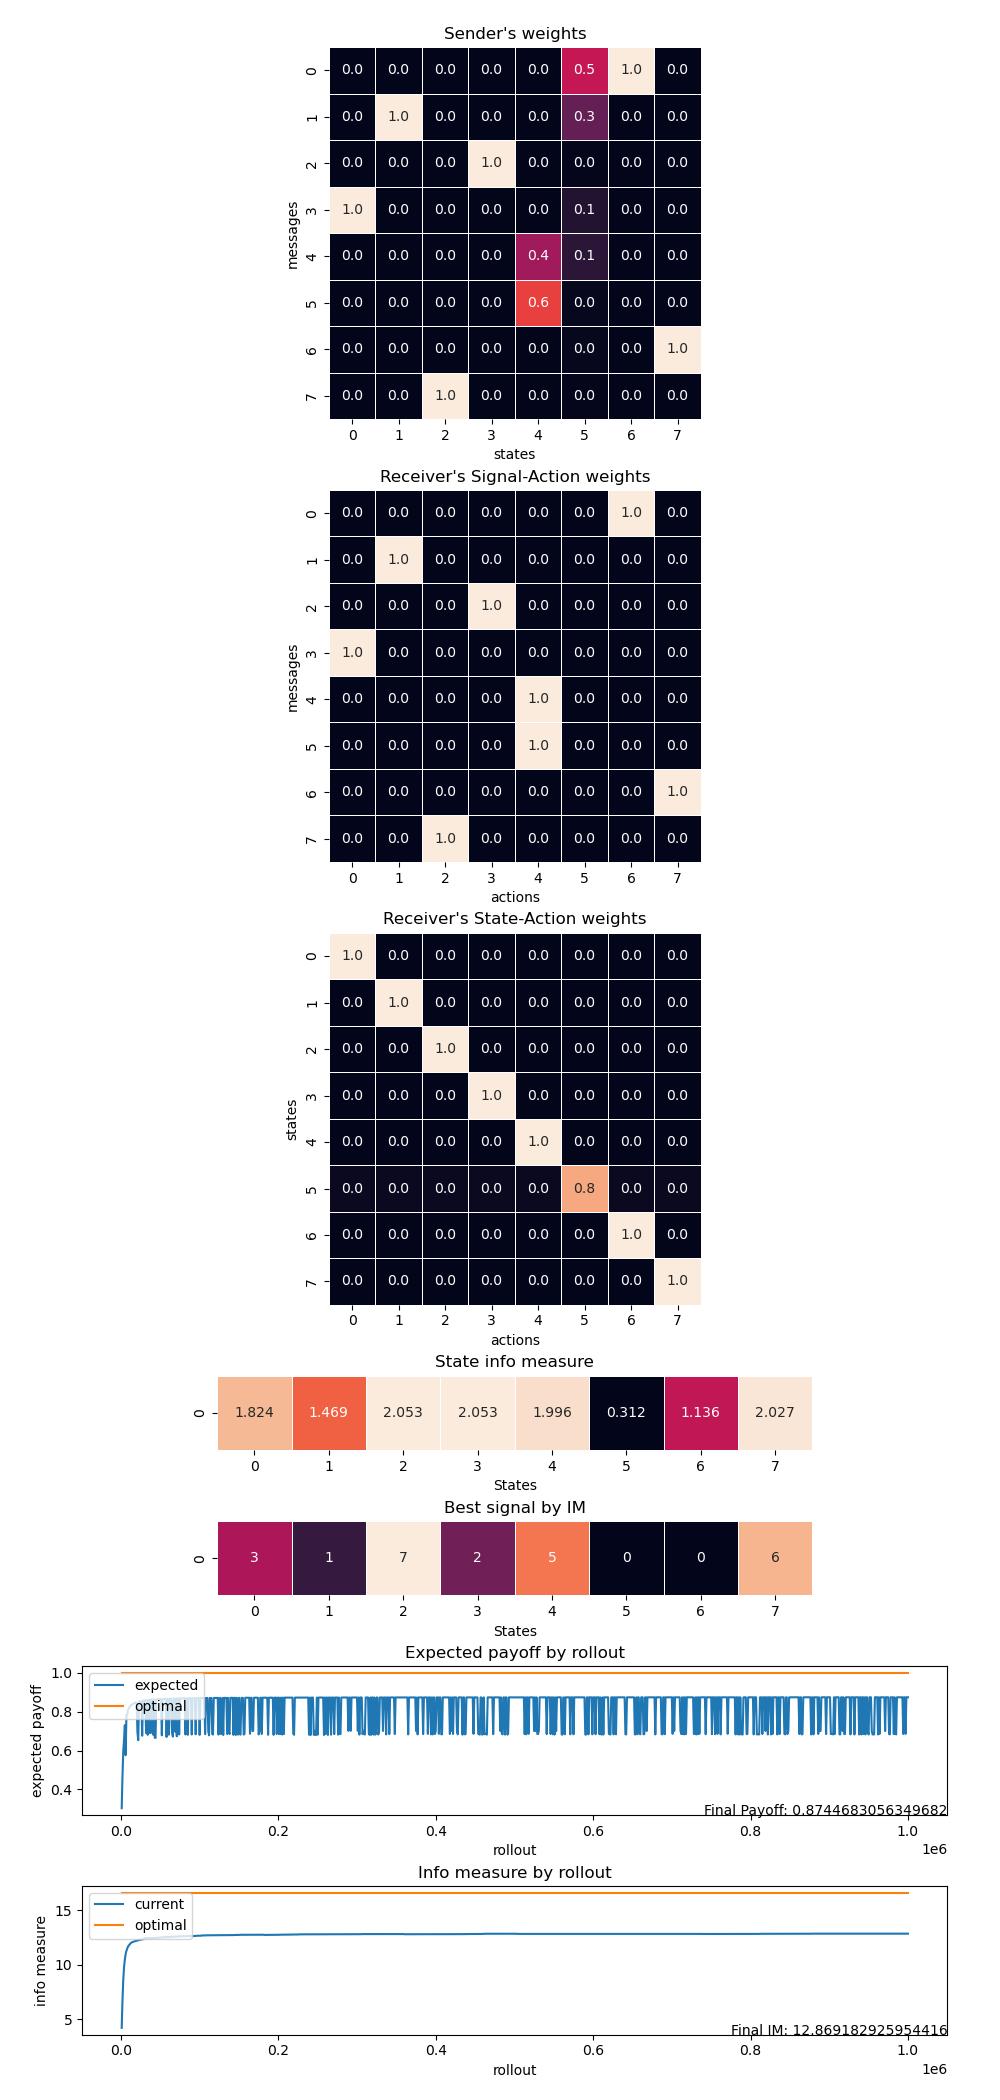 Sender's weights
0 0.0 0.0 0.0 0.0 0.0 0.5 1.0 0.0
1 0.0 1.0 0.0 0.0 0.0 0.3 0.0 0.0
2 0.0 0.0 0.0 1.0 0.0 0.0 0.0 0.0
3 1.0 0.0 0.0 0.0 0.0 0.1 0.0 0.0
4 0.0 0.0 0.0 0.0 0.4 0.1 0.0 0.0
5 0.0 0.0 0.0 0.0 0.6 0.0 0.0 0.0
6 0.0 0.0 0.0 0.0 0.0 0.0 0.0 1.0
7 0.0 0.0 1.0 0.0 0.0 0.0 0.0 0.0
messages
0 1 2 3 4 5 6 7
states
Receiver's Signal-Action weights
0 0.0 0.0 0.0 0.0 0.0 0.0 1.0 0.0
1 0.0 1.0 0.0 0.0 0.0 0.0 0.0 0.0
2 0.0 0.0 0.0 1.0 0.0 0.0 0.0 0.0
3 1.0 0.0 0.0 0.0 0.0 0.0 0.0 0.0
4 0.0 0.0 0.0 0.0 1.0 0.0 0.0 0.0
5 0.0 0.0 0.0 0.0 1.0 0.0 0.0 0.0
6 0.0 0.0 0.0 0.0 0.0 0.0 0.0 1.0
7 0.0 0.0 1.0 0.0 0.0 0.0 0.0 0.0
messages
0 1 2 3 4 5 6 7
actions
Receiver's State-Action weights
0 1.0 0.0 0.0 0.0 0.0 0.0 0.0 0.0
1 0.0 1.0 0.0 0.0 0.0 0.0 0.0 0.0
2 0.0 0.0 1.0 0.0 0.0 0.0 0.0 0.0
3 0.0 0.0 0.0 1.0 0.0 0.0 0.0 0.0
4 0.0 0.0 0.0 0.0 1.0 0.0 0.0 0.0
5 0.0 0.0 0.0 0.0 0.0 0.8 0.0 0.0
6 0.0 0.0 0.0 0.0 0.0 0.0 1.0 0.0
7 0.0 0.0 0.0 0.0 0.0 0.0 0.0 1.0
states
0 1 2 3 4 5 6 7
actions
State info measure
0 1.824 1.469 2.053 2.053 1.996 0.312 1.136 2.027
0 1 2 3 4 5 6 7
States
Best signal by IM
0 3 1 7 2 5 0 0 6
0 1 2 3 4 5 6 7
States
Expected payoff by rollout
expected payoff
1.0
0.8
0.6
0.4
expected
optimal
Final Payoff: 0.8744683056349682
0.0 0.2 0.4 0.6 0.8 1.0
1e6
rollout
Info measure by rollout
info measure
15
10
5
current
optimal
Final IM: 12.869182925954416
0.0 0.2 0.4 0.6 0.8 1.0
1e6
rollout